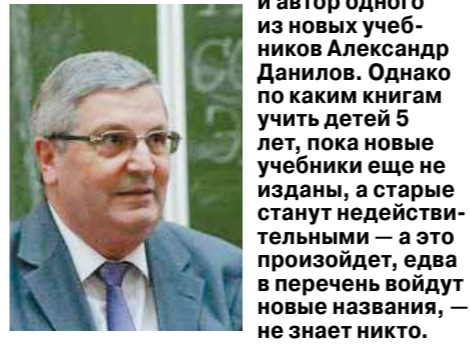 и автор одного
из новых учеб-
ников Александр
Данилов. Однако
по каким книгам
учить детей 5
лет, пока новые
учебники еще не
изданы, а старые
станут недействи-
тельными — а это
произойдет, едва
в перечень войдут
новые названия, —
не знает никто.